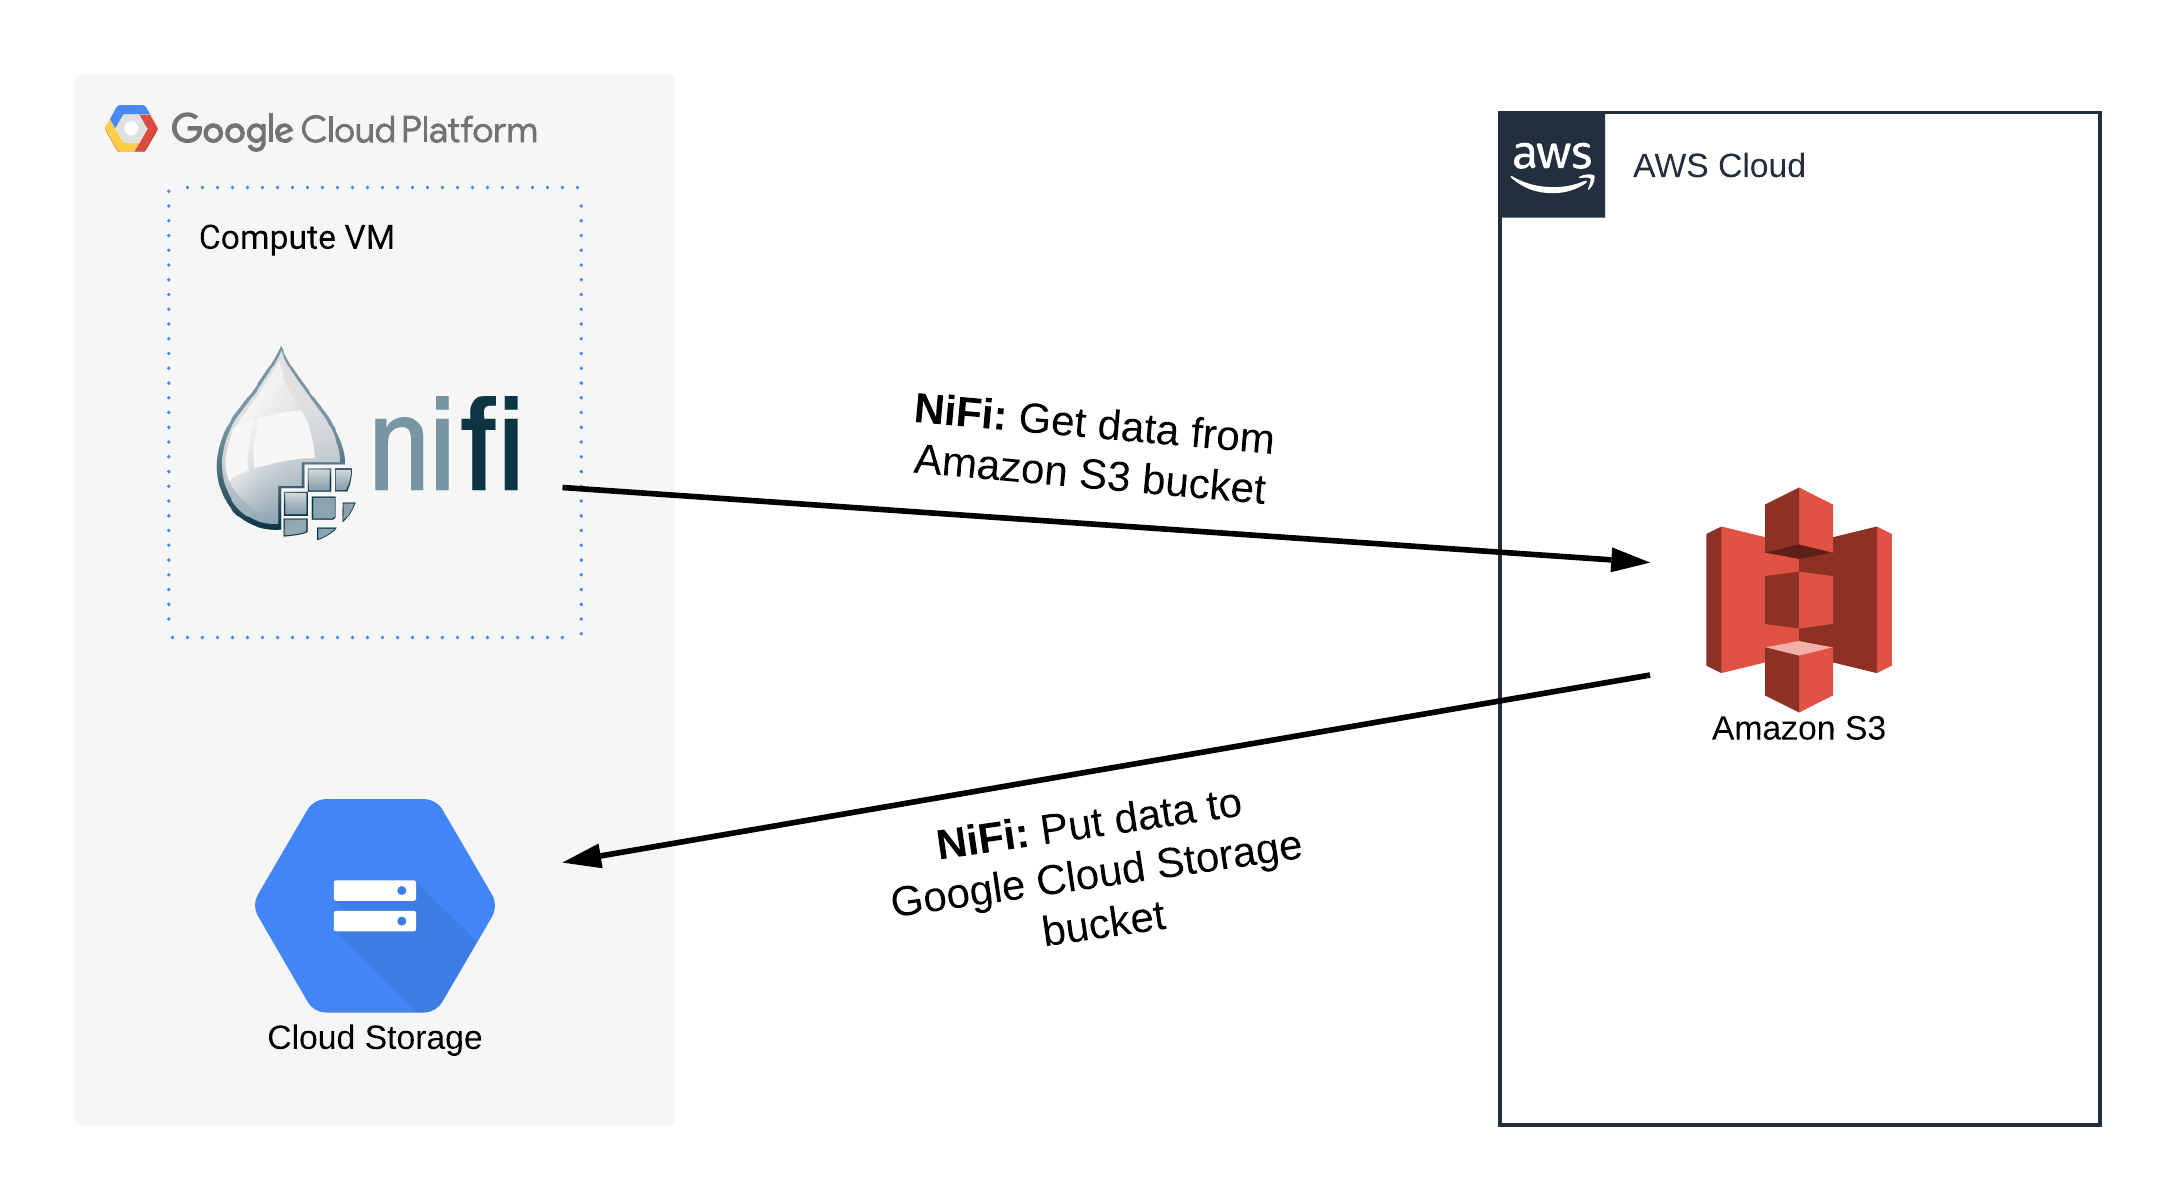 Google Cloud Platform
Compute VM
nifi
NiFi: Get data from
Amazon S3 bucket
aws
AWS Cloud
Amazon S3
NiFi: Put data to
Google Cloud Storage
bucket
Cloud Storage